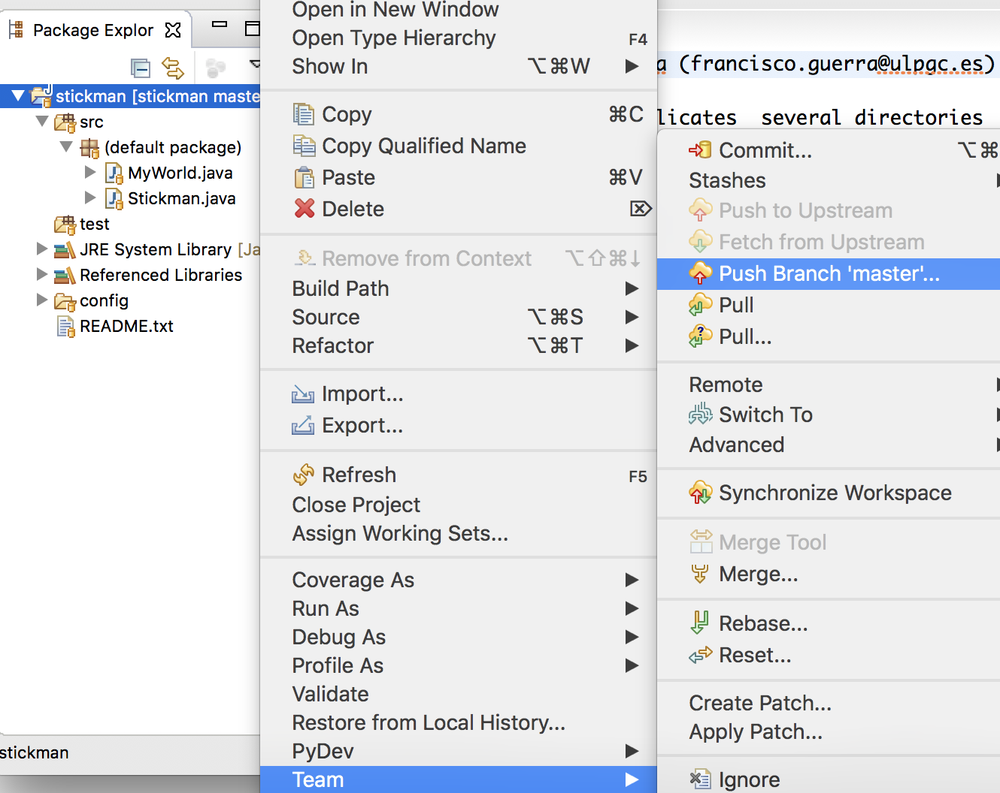 Package Explor
stickman [stickman maste
src
(default package)
MyWorld.java
Stickman.java
test
JRE System Library [Ja
Referenced Libraries
config
README.txt
stickman
Open in New Window
Open Type Hierarchy F4
Show In ⌥⌘W
Copy ⌘C
Copy Qualified Name
Paste ⌘V
Delete ⌦
Remove from Context ⌥⇧⌘↓
Build Path
Source ⌥⌘S
Refactor ⌥⌘T
Import...
Export...
Refresh F5
Close Project
Assign Working Sets...
Coverage As
Run As
Debug As
Profile As
Validate
Restore from Local History...
PyDev
Team
a (francisco.guerra@ulpgc.es)
licates several directories
Commit... ⌥⌘
Stashes
Push to Upstream
Fetch from Upstream
Push Branch 'master'...
Pull
Pull...
Remote
Switch To
Advanced
Synchronize Workspace
Merge Tool
Merge...
Rebase...
Reset...
Create Patch...
Apply Patch...
Ignore